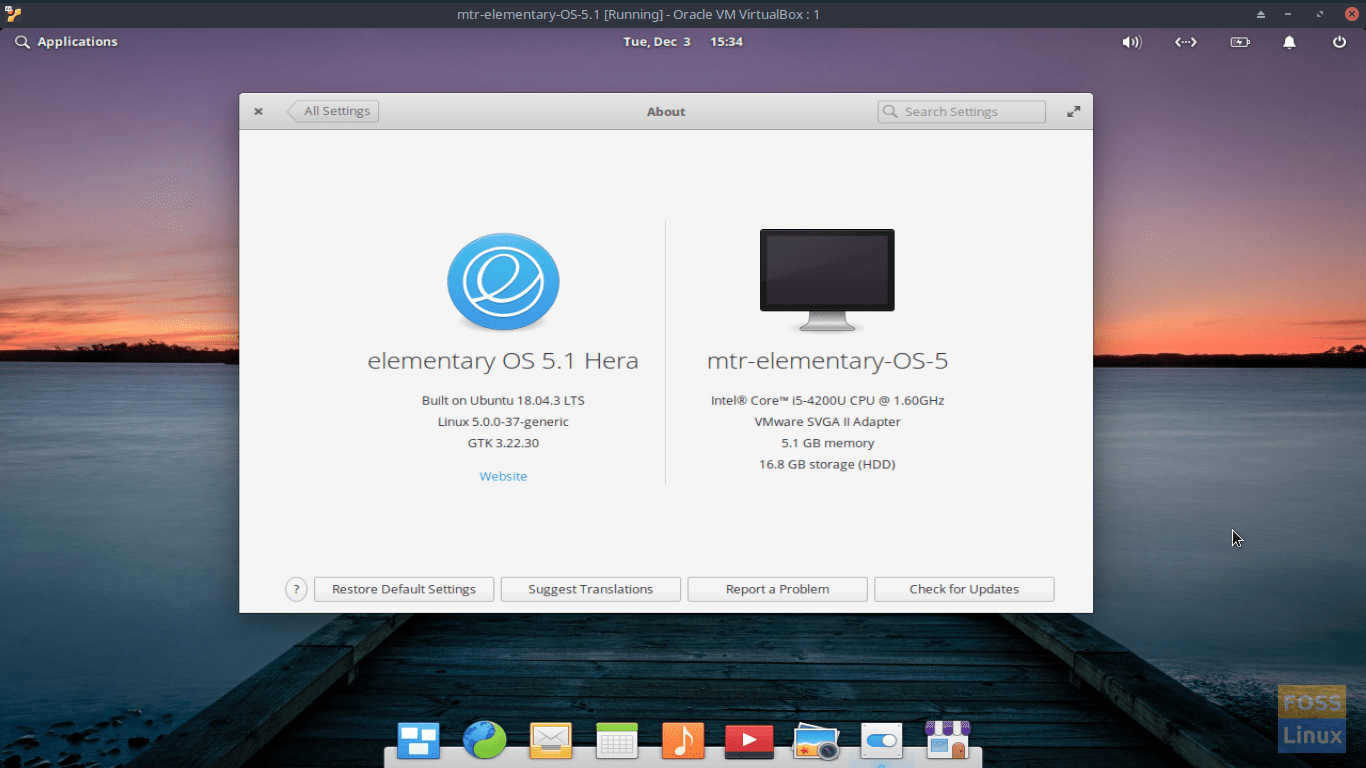 mtr-elementary-OS-5.1 [Running] - Oracle VM VirtualBox : 1
Applications
Tue, Dec 3 15:34
All Settings
About
Search Settings
elementary OS 5.1 Hera
Built on Ubuntu 18.04.3 LTS
Linux 5.0.0-37-generic
GTK 3.22.30
Website
mtr-elementary-OS-5
Intel® Core™ i5-4200U CPU @ 1.60GHz
VMware SVGA II Adapter
5.1 GB memory
16.8 GB storage (HDD)
?
Restore Default Settings
Suggest Translations
Report a Problem
Check for Updates
FOSS
Linux